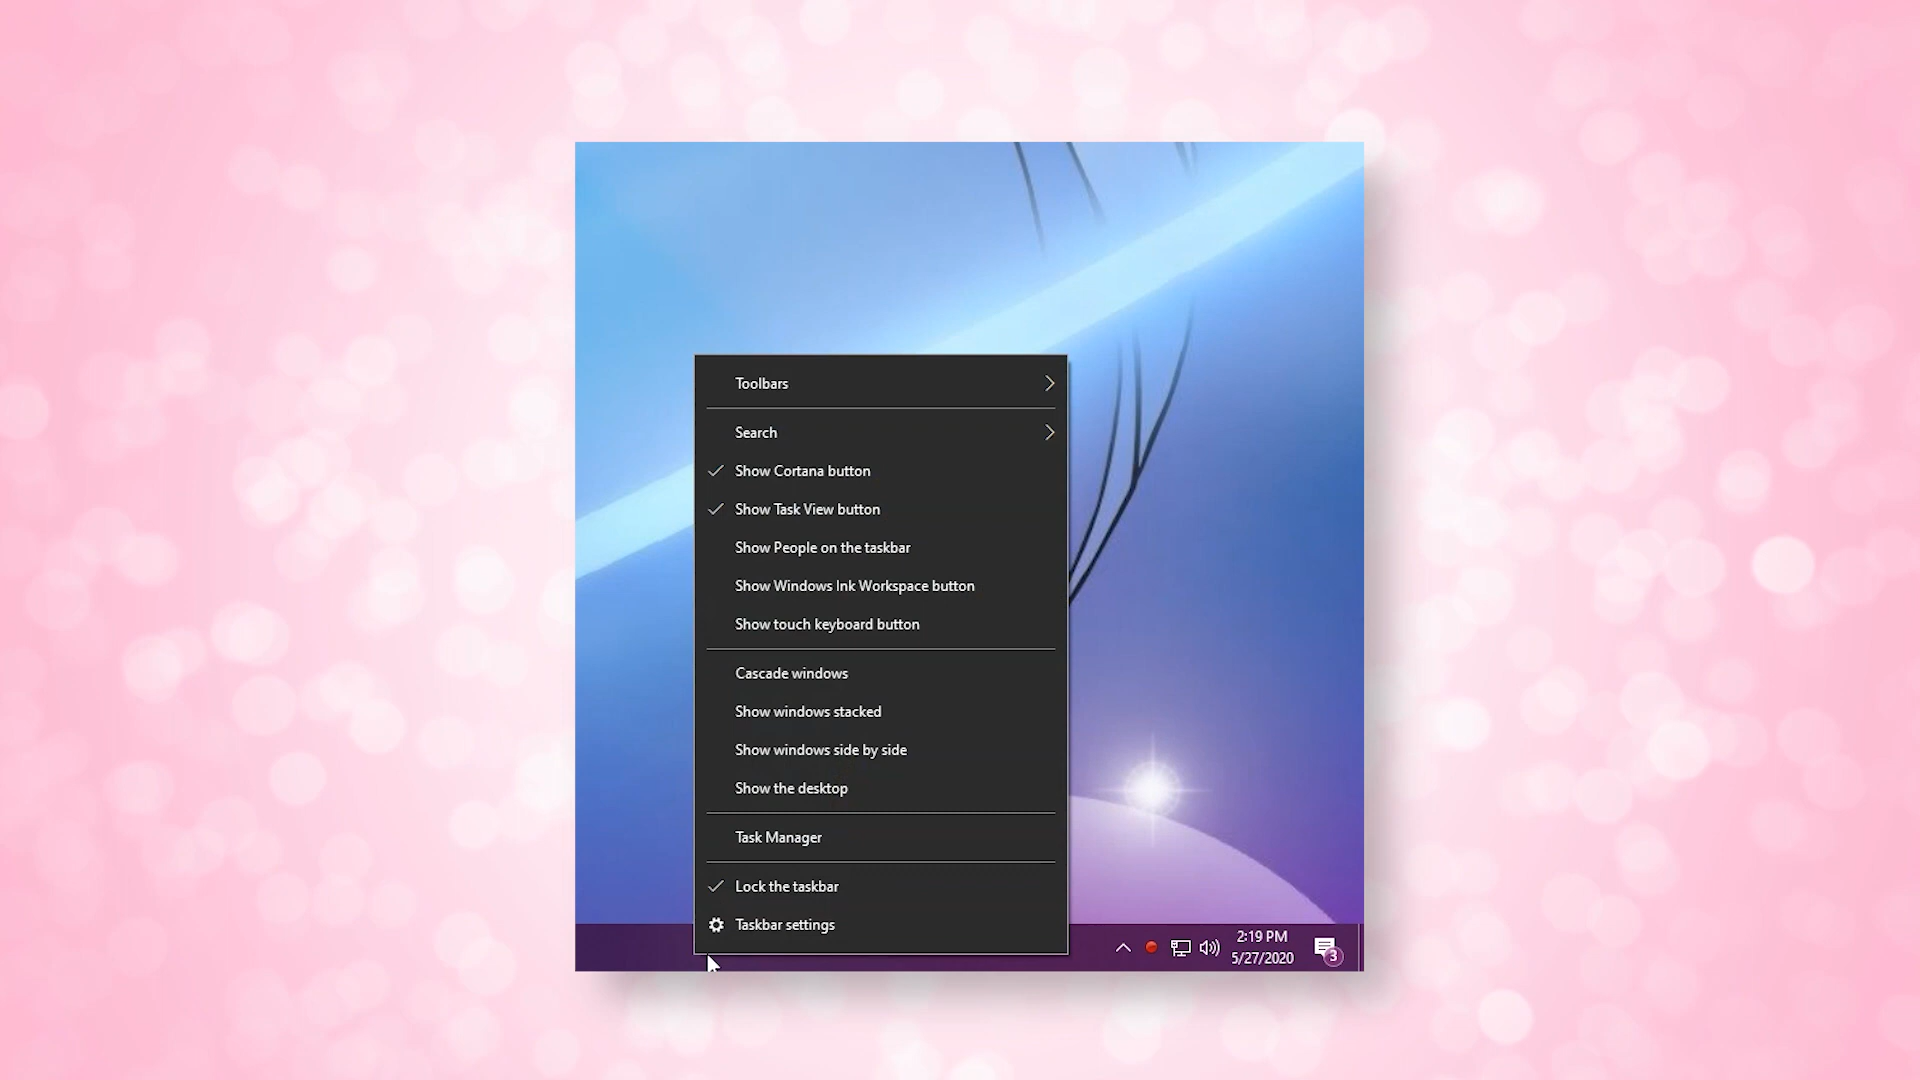 Toolbars
Search
Show Cortana button
Show Task View button
Show People on the taskbar
Show Windows Ink Workspace button
Show touch keyboard button
Cascade windows
Show windows stacked
Show windows side by side
Show the desktop
Task Manager
Lock the taskbar
Taskbar settings
2:19 PM
5/27/2020
3